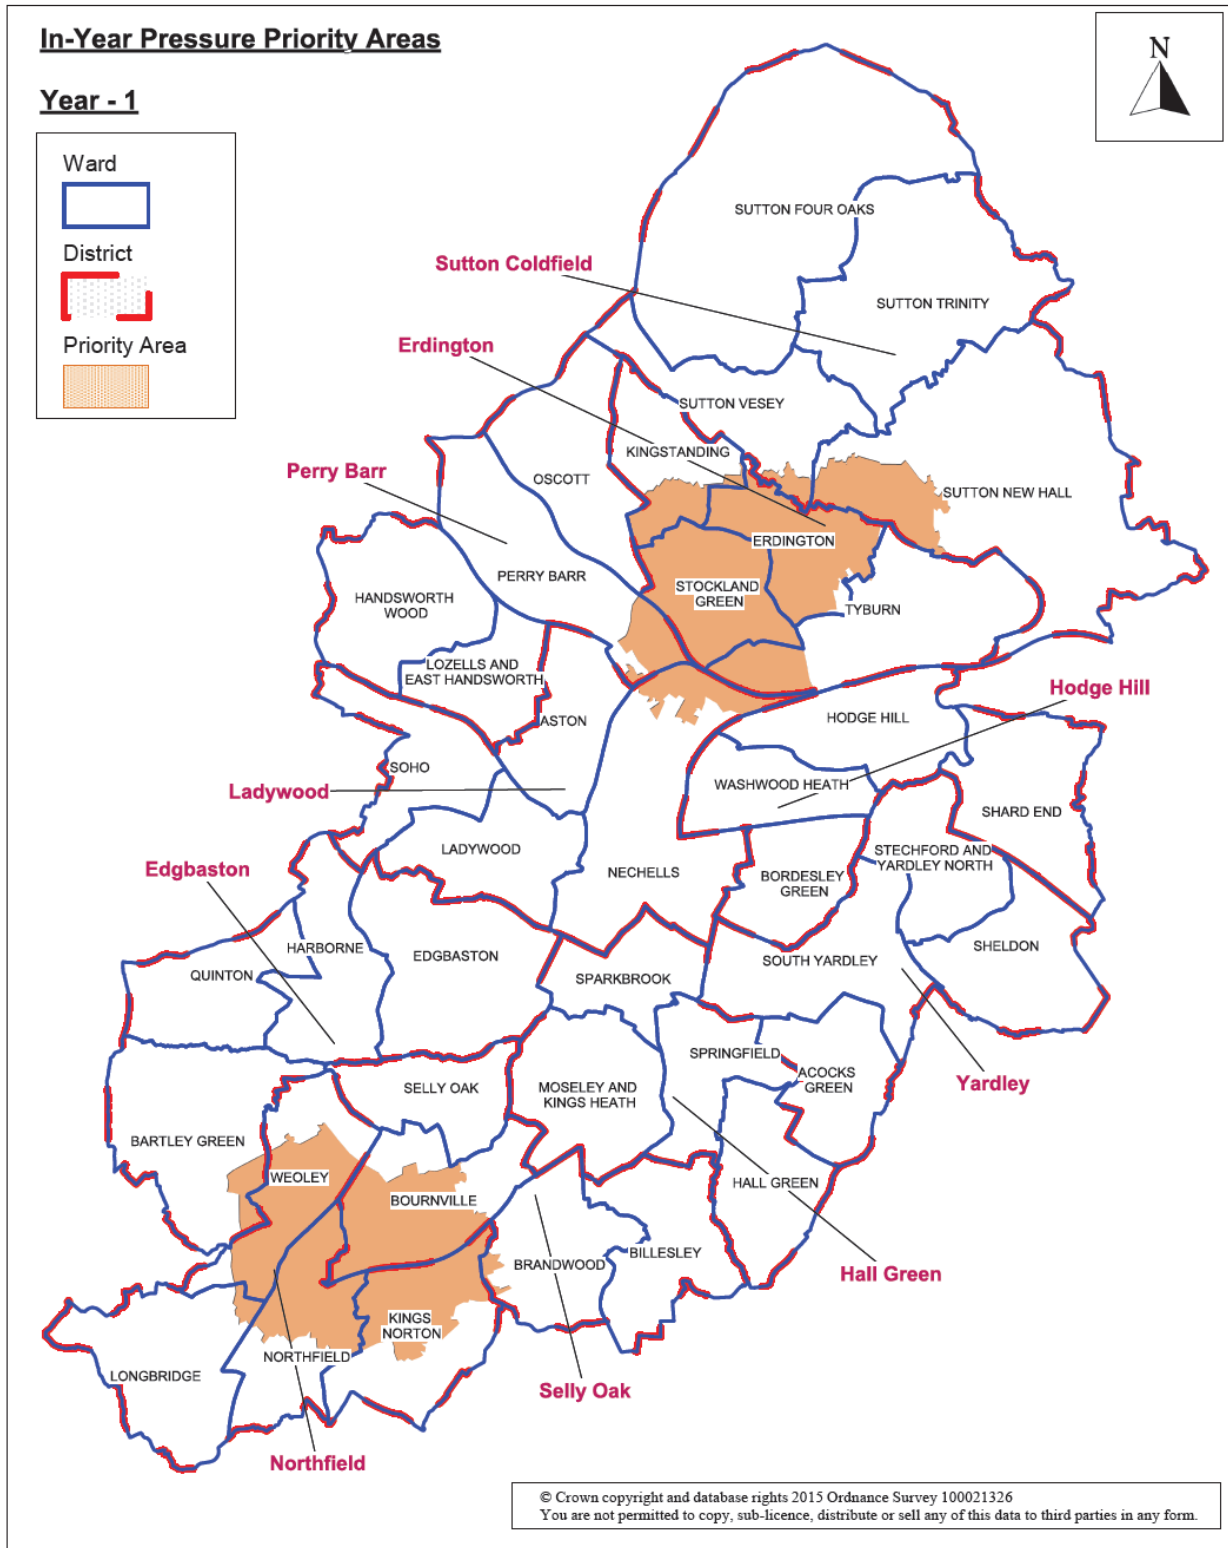 In-Year Pressure Priority Areas
Year - 1
N
Ward
District
Priority Area
SUTTON FOUR OAKS
Sutton Coldfield
SUTTON TRINITY
Erdington
SUTTON VESEY
KINGSTANDING
Perry Barr
OSCOTT
SUTTON NEW HALL
ERDINGTON
PERRY BARR
STOCKLAND
GREEN
HANDSWORTH
WOOD
TYBURN
LOZELLS AND
EAST HANDSWORTH
Hodge Hill
ASTON
HODGE HILL
SOHO
Ladywood
WASHWOOD HEATH
SHARD END
LADYWOOD
STECHFORD AND
YARDLEY NORTH
Edgbaston
NECHELLS
BORDESLEY
GREEN
HARBORNE
EDGBASTON
SHELDON
QUINTON
SPARKBROOK
SOUTH YARDLEY
SPRINGFIELD
ACOCKS
GREEN
Yardley
SELLY OAK
MOSELEY AND
KINGS HEATH
BARTLEY GREEN
WEOLEY
HALL GREEN
BOURNVILLE
BRANDWOOD
BILLESLEY
Hall Green
KINGS
NORTON
NORTHFIELD
LONGBRIDGE
Selly Oak
Northfield
© Crown copyright and database rights 2015 Ordnance Survey 100021326
You are not permitted to copy, sub-licence, distribute or sell any of this data to third parties in any form.